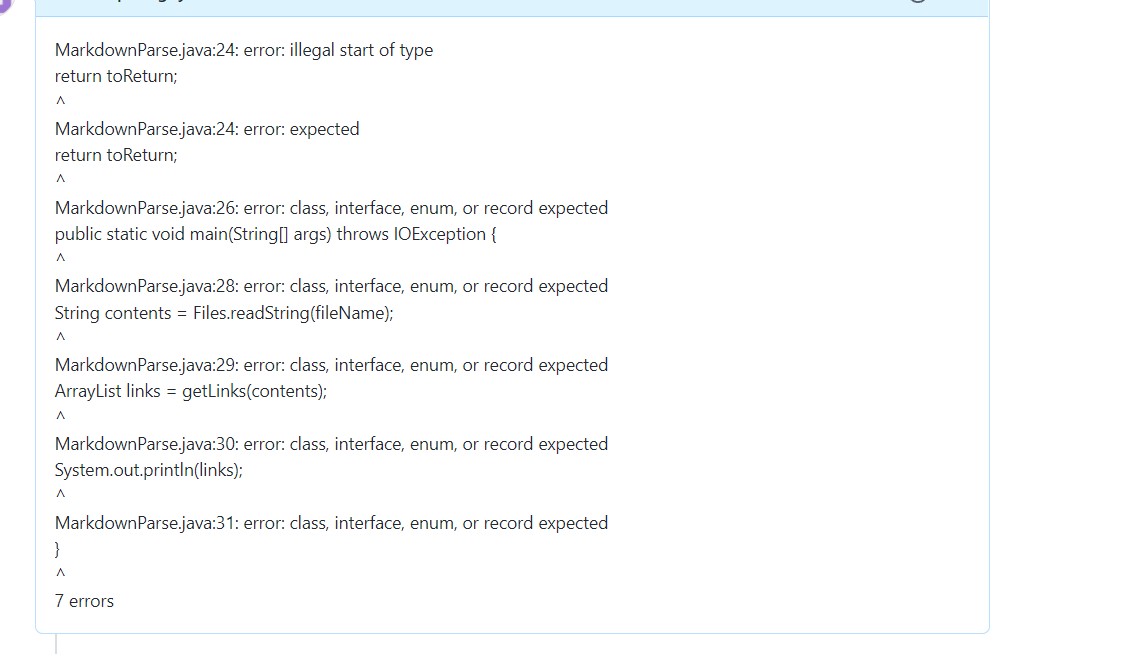 MarkdownParse.java:24: error: illegal start of type
return toReturn;
^
MarkdownParse.java:24: error: expected
return toReturn;
^
MarkdownParse.java:26: error: class, interface, enum, or record expected
public static void main(String[] args) throws IOException {
^
MarkdownParse.java:28: error: class, interface, enum, or record expected
String contents = Files.readString(fileName);
^
MarkdownParse.java:29: error: class, interface, enum, or record expected
ArrayList links = getLinks(contents);
^
MarkdownParse.java:30: error: class, interface, enum, or record expected
System.out.println(links);
^
MarkdownParse.java:31: error: class, interface, enum, or record expected
}
^
7 errors